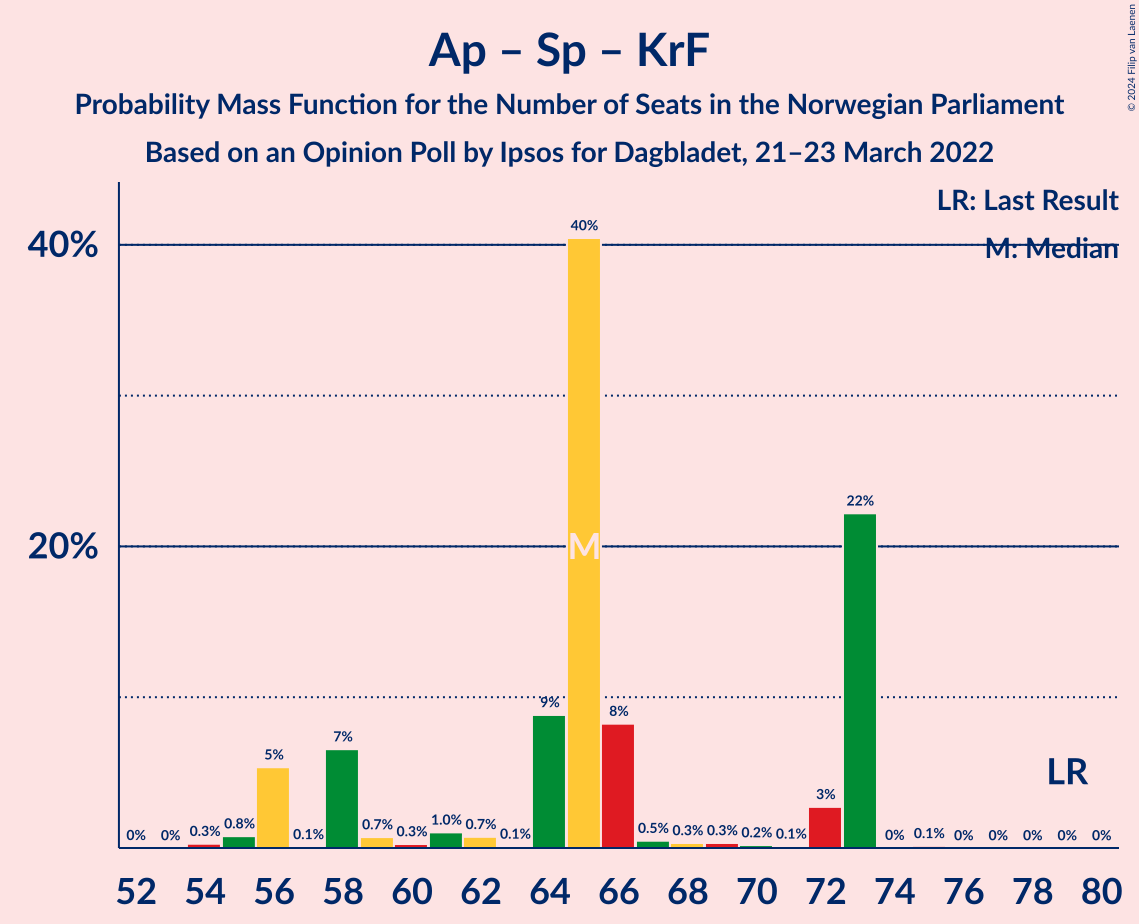 Ap – Sp – KrF
Probability Mass Function for the Number of Seats in the Norwegian Parliament
Based on an Opinion Poll by Ipsos for Dagbladet, 21–23 March 2022
© 2024 Filip van Laenen
LR: Last Result
M: Median
40%
20%
0% 0% 0.3% 0.8% 5% 0.1% 7% 0.7% 0.3% 1.0% 0.7% 0.1% 9% 40% 8% 0.5% 0.3% 0.3% 0.2% 0.1% 3% 22% 0% 0.1% 0% 0% 0% 0% 0%
M
LR
52 54 56 58 60 62 64 66 68 70 72 74 76 78 80